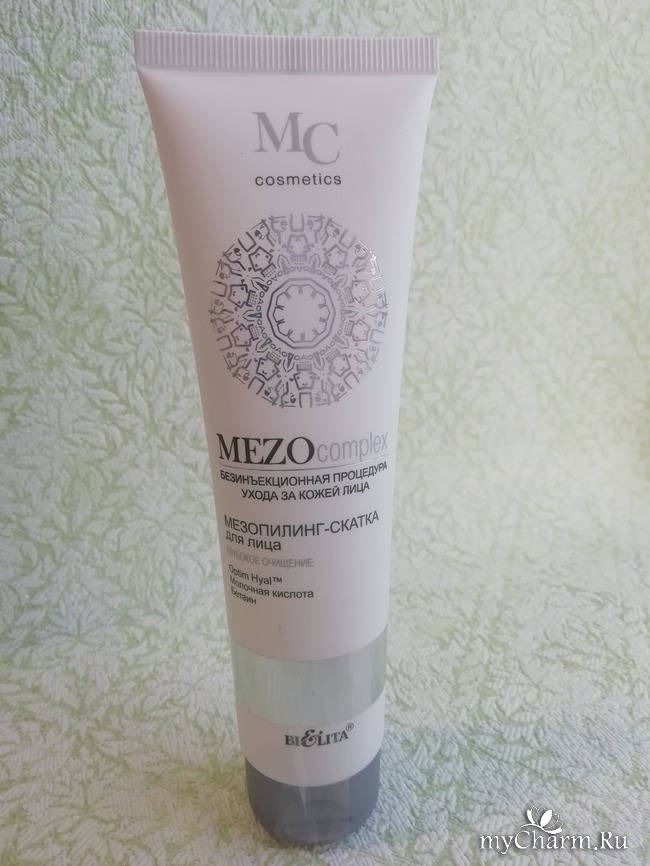 MC
cosmetics
MEZOcomplex
БЕЗИНЪЕКЦИОННАЯ ПРОЦЕДУРА
УХОДА ЗА КОЖЕЙ ЛИЦА
МЕЗОПИЛИНГ-СКАТКА
для лица
ГЛУБОКОЕ ОЧИЩЕНИЕ
Optim Hyal™
Молочная кислота
Бетаин
BIELITA®
myCharm.Ru